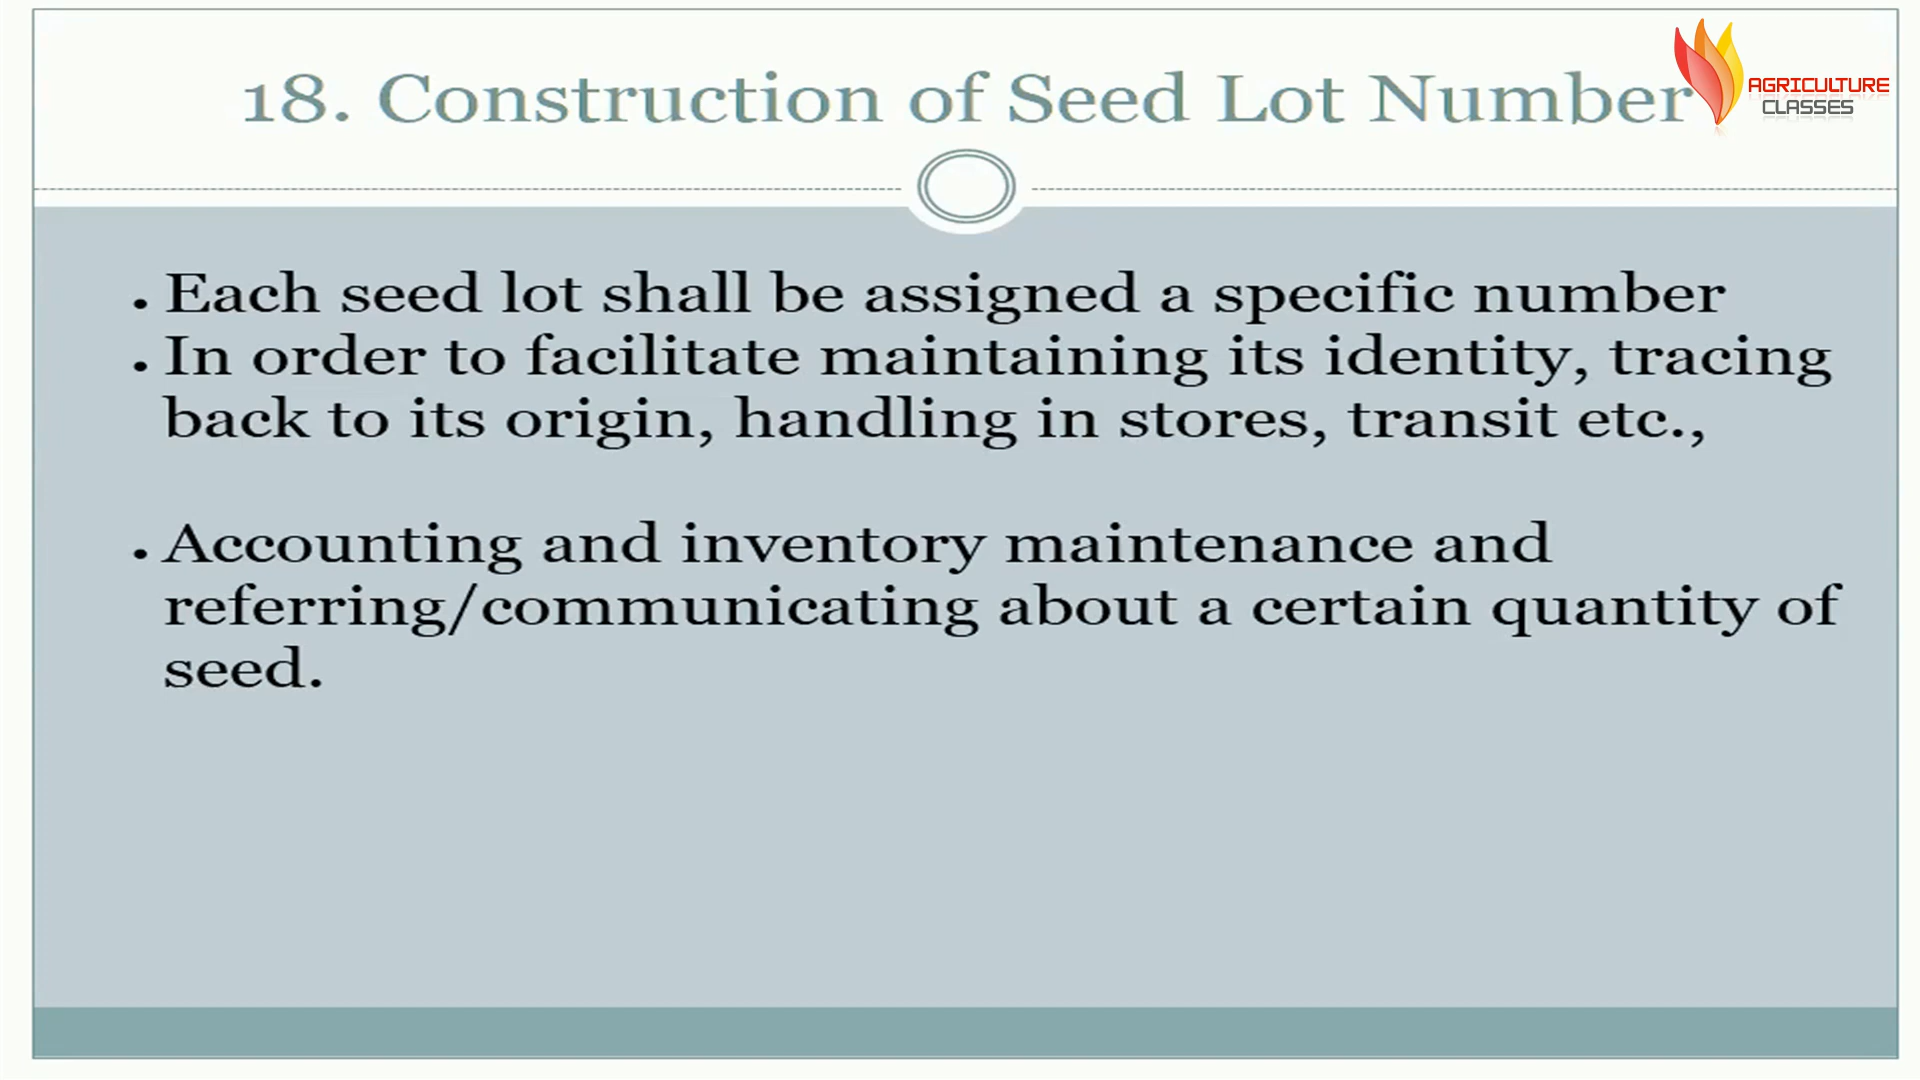 18. Construction of Seed Lot Number
AGRICULTURE
CLASSES
• Each seed lot shall be assigned a specific number
• In order to facilitate maintaining its identity, tracing
back to its origin, handling in stores, transit etc.,
• Accounting and inventory maintenance and
referring/communicating about a certain quantity of
seed.